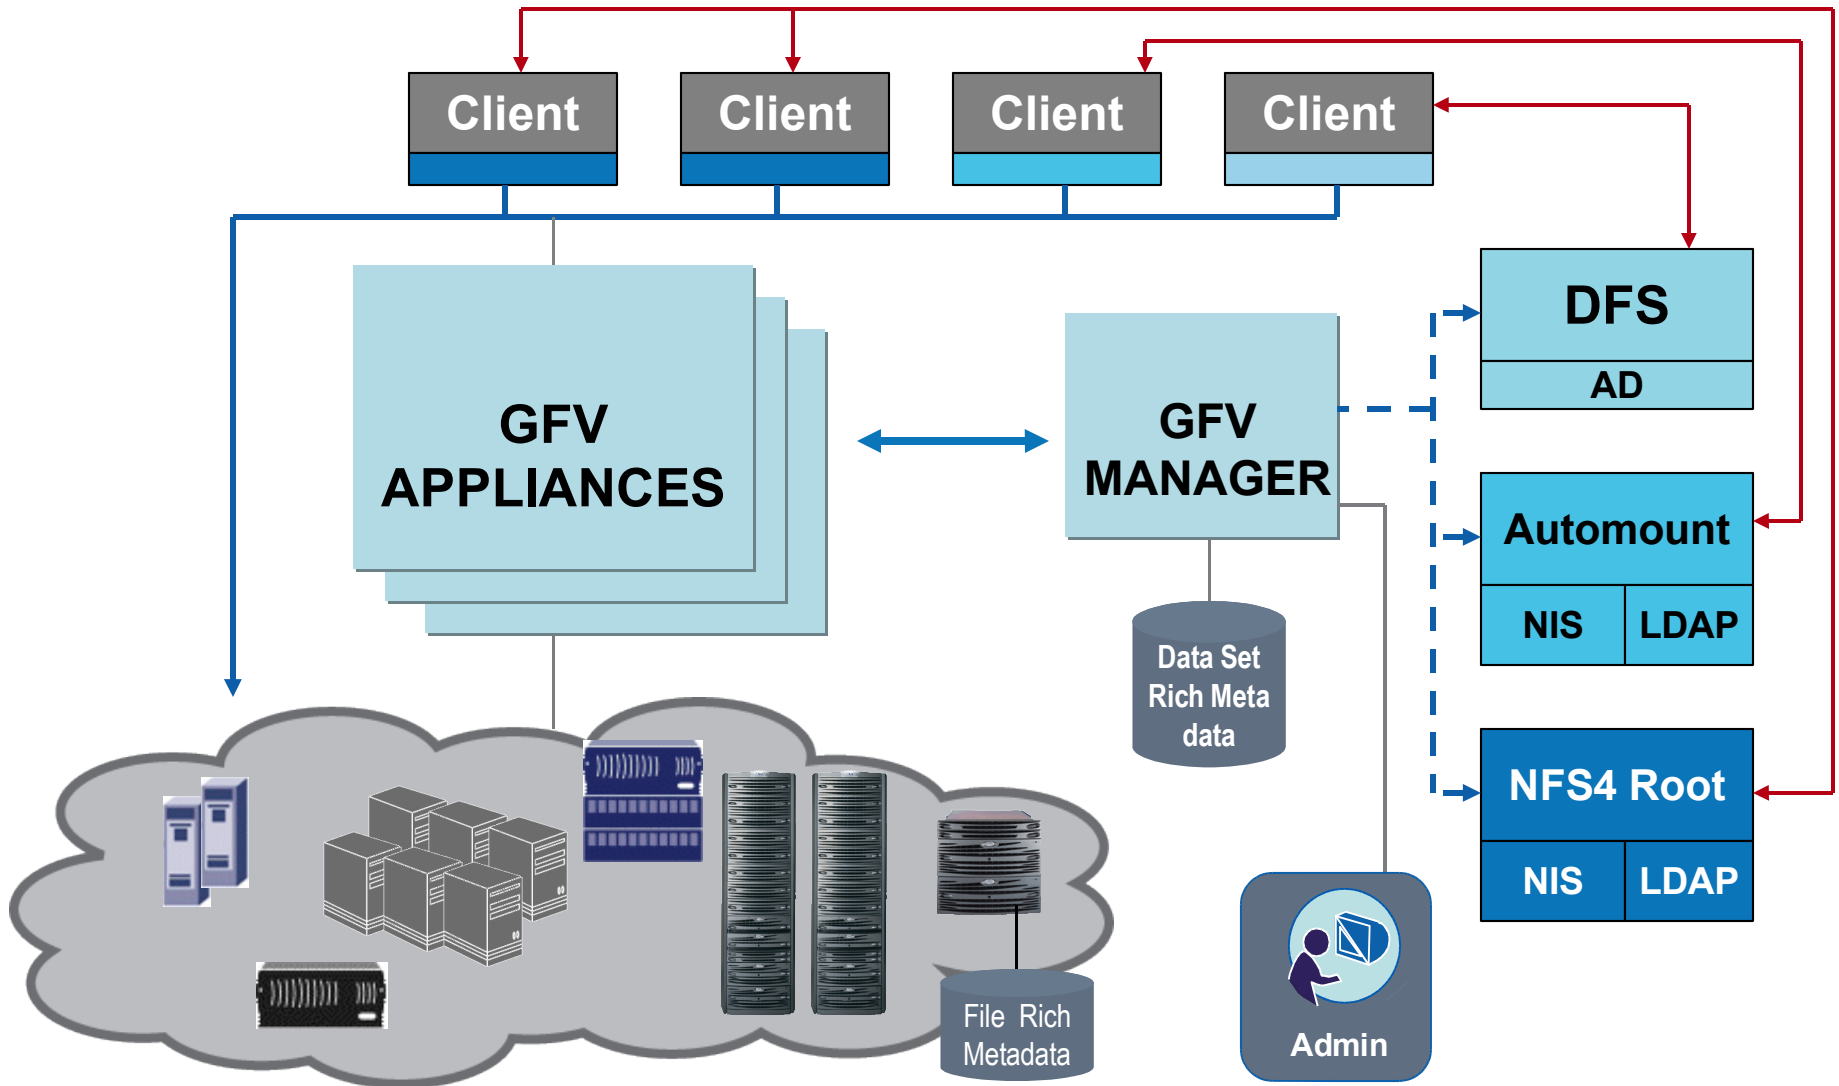 Client
Client
Client
Client
GFV
APPLIANCES
GFV
MANAGER
DFS
AD
Automount
NIS
LDAP
NFS4 Root
NIS
LDAP
Data Set
Rich Meta
data
File Rich
Metadata
Admin